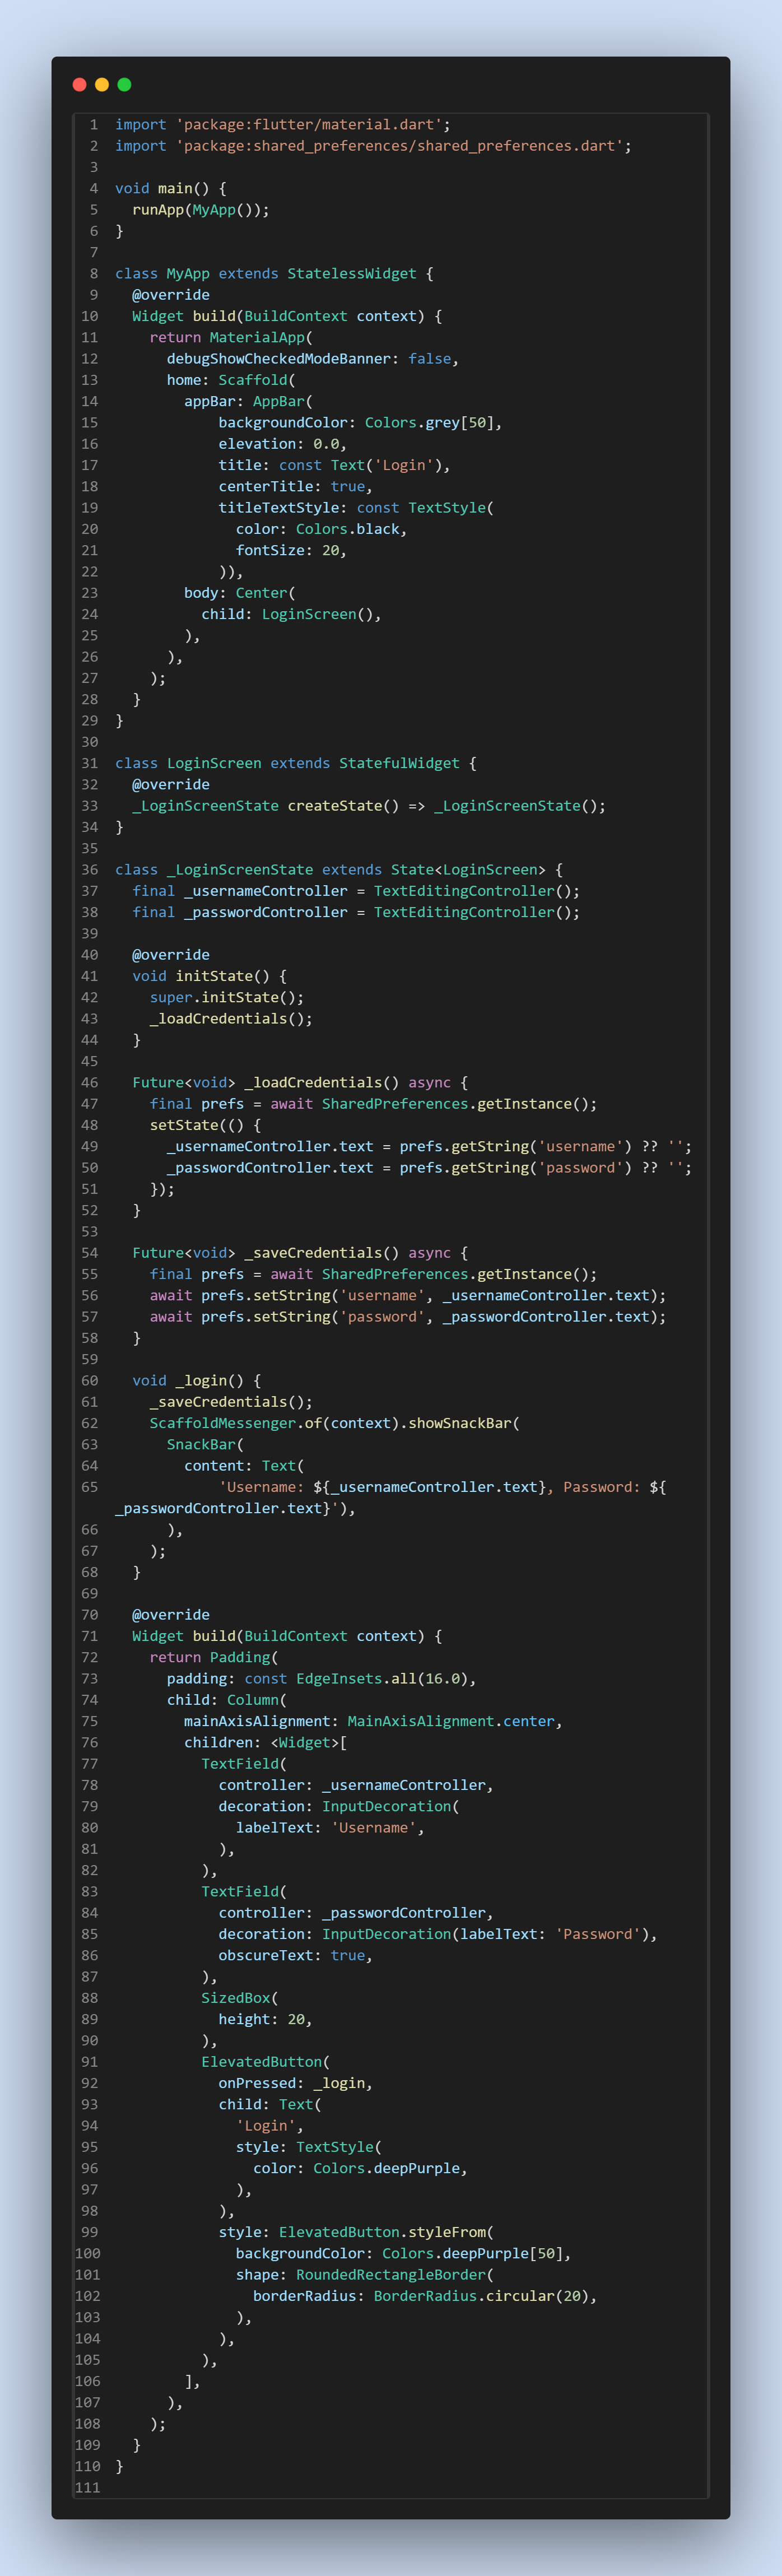 1 import 'package:flutter/material.dart';
2 import 'package:shared_preferences/shared_preferences.dart';
3
4 void main() {
5   runApp(MyApp());
6 }
7
8 class MyApp extends StatelessWidget {
9   @override
10   Widget build(BuildContext context) {
11     return MaterialApp(
12       debugShowCheckedModeBanner: false,
13       home: Scaffold(
14         appBar: AppBar(
15             backgroundColor: Colors.grey[50],
16             elevation: 0.0,
17             title: const Text('Login'),
18             centerTitle: true,
19             titleTextStyle: const TextStyle(
20               color: Colors.black,
21               fontSize: 20,
22             )),
23         body: Center(
24           child: LoginScreen(),
25         ),
26       ),
27     );
28   }
29 }
30
31 class LoginScreen extends StatefulWidget {
32   @override
33   _LoginScreenState createState() => _LoginScreenState();
34 }
35
36 class _LoginScreenState extends State<LoginScreen> {
37   final _usernameController = TextEditingController();
38   final _passwordController = TextEditingController();
39
40   @override
41   void initState() {
42     super.initState();
43     _loadCredentials();
44   }
45
46   Future<void> _loadCredentials() async {
47     final prefs = await SharedPreferences.getInstance();
48     setState(() {
49       _usernameController.text = prefs.getString('username') ?? '';
50       _passwordController.text = prefs.getString('password') ?? '';
51     });
52   }
53
54   Future<void> _saveCredentials() async {
55     final prefs = await SharedPreferences.getInstance();
56     await prefs.setString('username', _usernameController.text);
57     await prefs.setString('password', _passwordController.text);
58   }
59
60   void _login() {
61     _saveCredentials();
62     ScaffoldMessenger.of(context).showSnackBar(
63       SnackBar(
64         content: Text(
65             'Username: ${_usernameController.text}, Password: ${
_passwordController.text}'),
66       ),
67     );
68   }
69
70   @override
71   Widget build(BuildContext context) {
72     return Padding(
73       padding: const EdgeInsets.all(16.0),
74       child: Column(
75         mainAxisAlignment: MainAxisAlignment.center,
76         children: <Widget>[
77           TextField(
78             controller: _usernameController,
79             decoration: InputDecoration(
80               labelText: 'Username',
81             ),
82           ),
83           TextField(
84             controller: _passwordController,
85             decoration: InputDecoration(labelText: 'Password'),
86             obscureText: true,
87           ),
88           SizedBox(
89             height: 20,
90           ),
91           ElevatedButton(
92             onPressed: _login,
93             child: Text(
94               'Login',
95               style: TextStyle(
96                 color: Colors.deepPurple,
97               ),
98             ),
99             style: ElevatedButton.styleFrom(
100               backgroundColor: Colors.deepPurple[50],
101               shape: RoundedRectangleBorder(
102                 borderRadius: BorderRadius.circular(20),
103               ),
104             ),
105           ),
106         ],
107       ),
108     );
109   }
110 }
111